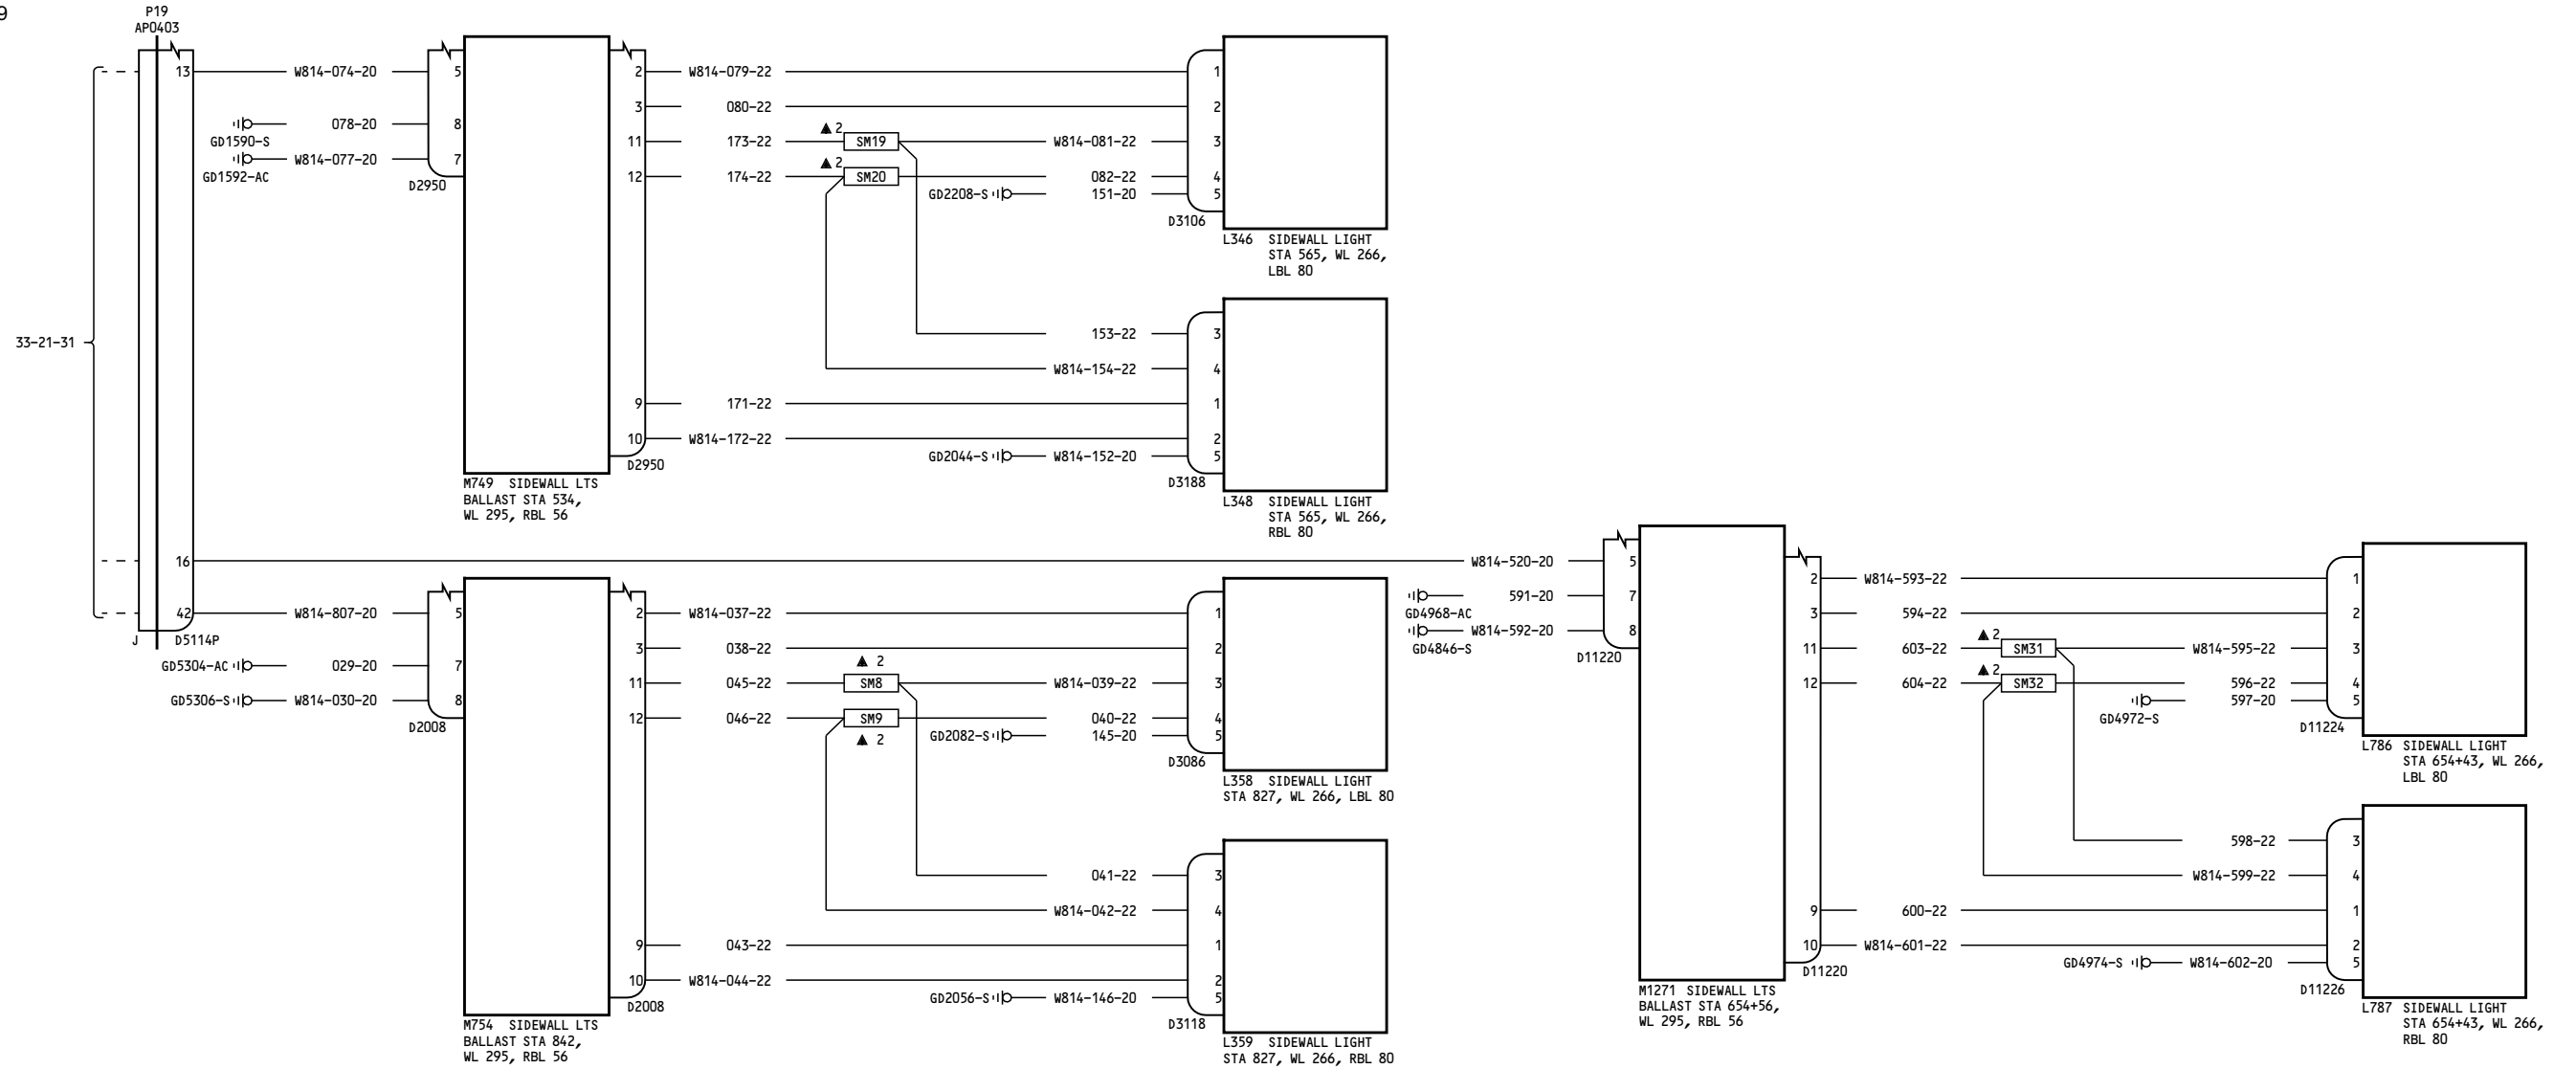 9
P19
AP0403
33-21-31
13
16
42
J
D5114P
W814-074-20
GD1590-S
078-20
GD1592-AC
W814-077-20
5
8
7
D2950
M749 SIDEWALL LTS
BALLAST STA 534,
WL 295, RBL 56
2 W814-079-22 1
3 080-22 2
11 173-22 ▲ 2 SM19 W814-081-22 3
12 174-22 ▲ 2 SM20 082-22 4
GD2208-S 151-20 5
D3106
L346 SIDEWALL LIGHT
STA 565, WL 266,
LBL 80
153-22 3
W814-154-22 4
9 171-22 1
10 W814-172-22 2
D2950
GD2044-S W814-152-20 5
D3188
L348 SIDEWALL LIGHT
STA 565, WL 266,
RBL 80
W814-807-20 5
GD5304-AC 029-20 7
GD5306-S W814-030-20 8
D2008
M754 SIDEWALL LTS
BALLAST STA 842,
WL 295, RBL 56
2 W814-037-22 1
3 038-22 2
▲ 2
11 045-22 SM8 W814-039-22 3
12 046-22 SM9 040-22 4
▲ 2
GD2082-S 145-20 5
D3086
L358 SIDEWALL LIGHT
STA 827, WL 266, LBL 80
041-22 3
W814-042-22 4
9 043-22 1
10 W814-044-22 2
D2008
GD2056-S W814-146-20 5
D3118
L359 SIDEWALL LIGHT
STA 827, WL 266, RBL 80
W814-520-20 5
591-20 7
GD4968-AC
W814-592-20 8
GD4846-S
D11220
M1271 SIDEWALL LTS
BALLAST STA 654+56,
WL 295, RBL 56
2 W814-593-22 1
3 594-22 2
▲ 2
11 603-22 SM31 W814-595-22 3
▲ 2
12 604-22 SM32 596-22 4
597-20 5
GD4972-S
D11224
L786 SIDEWALL LIGHT
STA 654+43, WL 266,
LBL 80
598-22 3
W814-599-22 4
9 600-22 1
10 W814-601-22 2
D11220
GD4974-S W814-602-20 5
D11226
L787 SIDEWALL LIGHT
STA 654+43, WL 266,
RBL 80